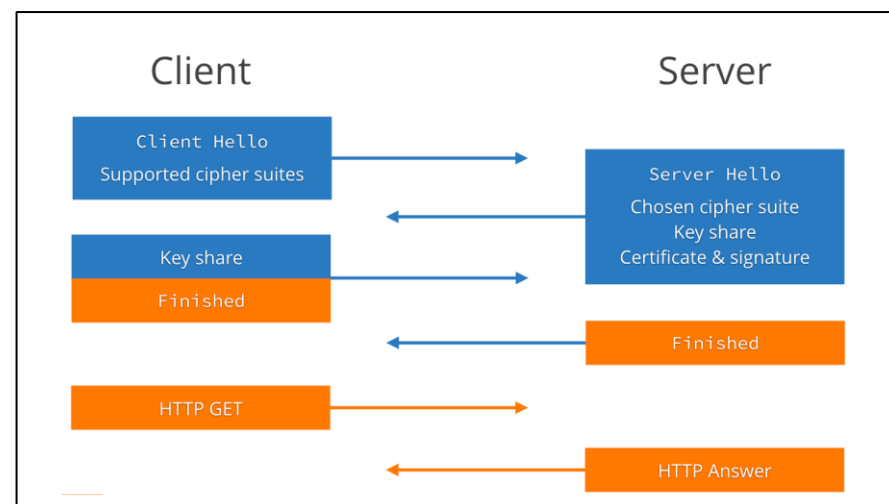 Client
Server
Client Hello
Supported cipher suites
Server Hello
Chosen cipher suite
Key share
Certificate & signature
Key share
Finished
Finished
HTTP GET
HTTP Answer